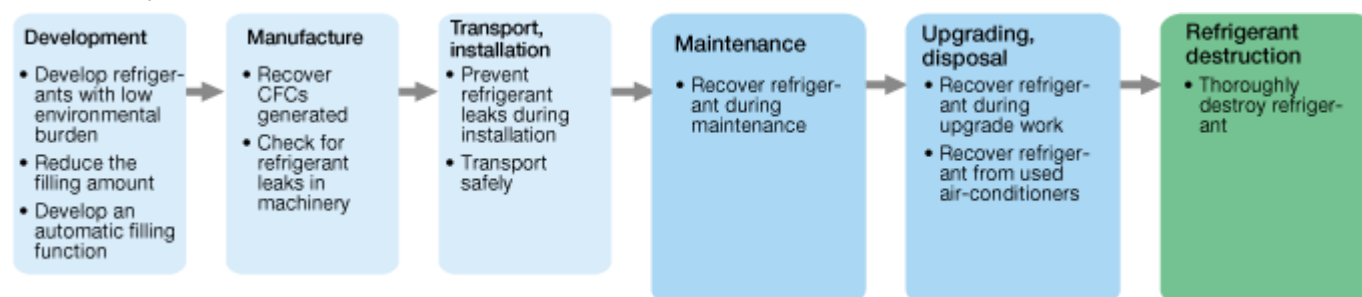 Development
• Develop refriger-
ants with low
environmental
burden
• Reduce the
filling amount
• Develop an
automatic filling
function
Manufacture
• Recover
CFCs
generated
• Check for
refrigerant
leaks in
machinery
Transport,
installation
• Prevent
refrigerant
leaks during
installation
• Transport
safely
Maintenance
• Recover refriger-
ant during
maintenance
Upgrading,
disposal
• Recover refriger-
ant during
upgrade work
• Recover refriger-
ant from used
air-conditioners
Refrigerant
destruction
• Thoroughly
destroy refriger-
ant